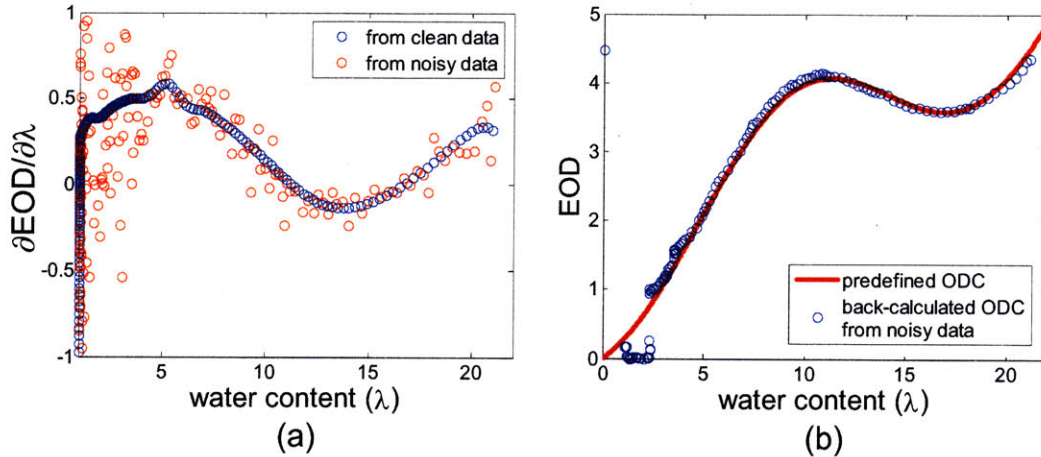 1
0.5
0
-0.5
-1
5
10
15
20
∂EOD/∂λ
water content (λ)
from clean data
from noisy data
(a)
5
4
3
2
1
0
0
5
10
15
20
EOD
water content (λ)
predefined ODC
back-calculated ODC
from noisy data
(b)